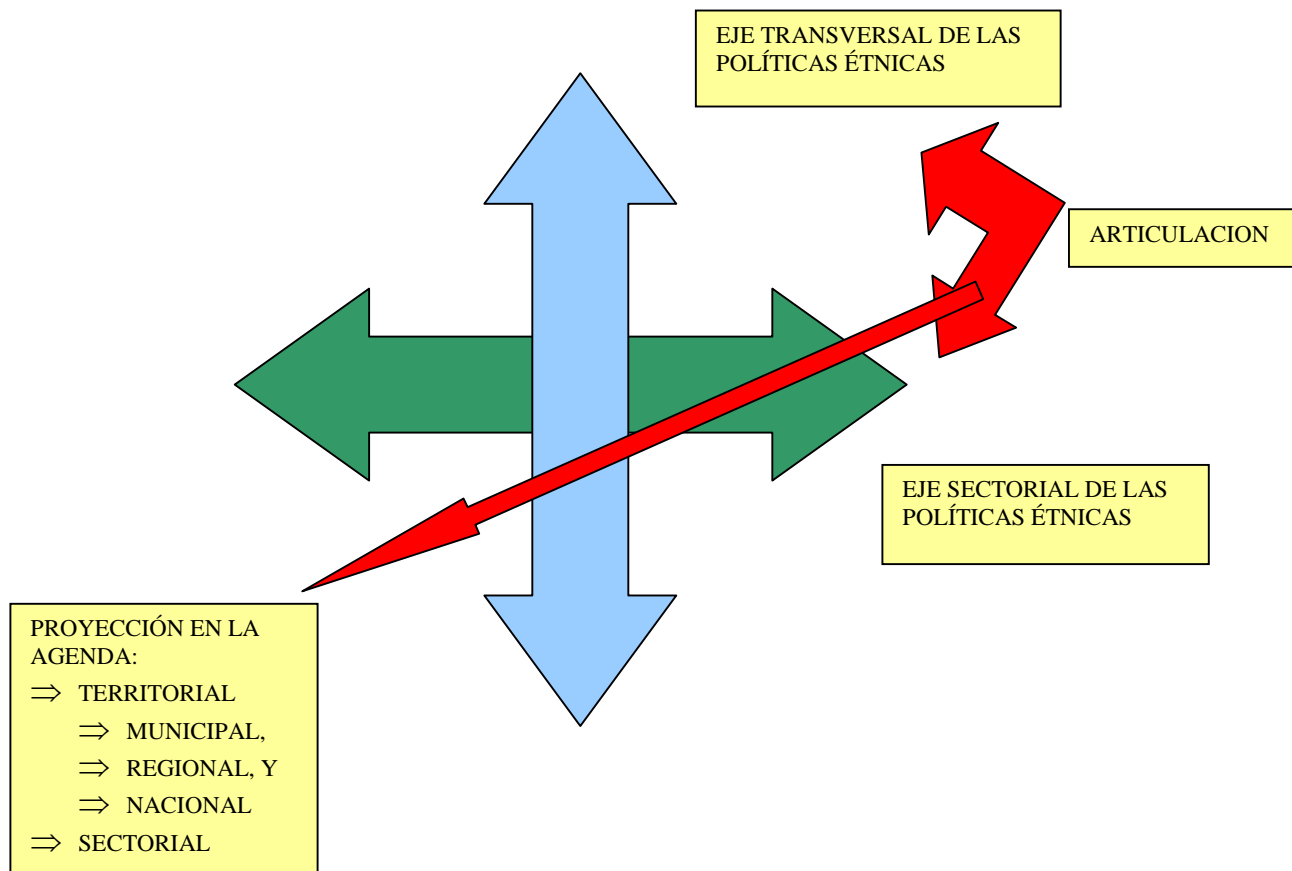 EJE TRANSVERSAL DE LAS
POLÍTICAS ÉTNICAS
ARTICULACION
EJE SECTORIAL DE LAS
POLÍTICAS ÉTNICAS
PROYECCIÓN EN LA
AGENDA:
⇒ TERRITORIAL
⇒ MUNICIPAL,
⇒ REGIONAL, Y
⇒ NACIONAL
⇒ SECTORIAL